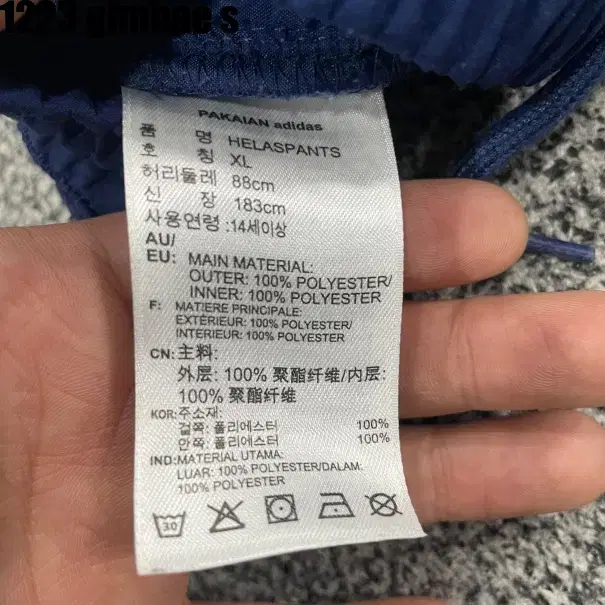 1223 gimbae s
PAKAIAN adidas
품 명 HELASPANTS
호 칭 XL
허리둘레 88cm
신 장 183cm
사용연령 :14세이상
AU/
EU: MAIN MATERIAL:
OUTER: 100% POLYESTER/
INNER: 100% POLYESTER
F: MATIERE PRINCIPALE:
EXTÉRIEUR: 100% POLYESTER/
INTERIEUR: 100% POLYESTER
CN: 主料:
外层: 100% 聚酯纤维/内层:
100% 聚酯纤维
KOR: 주소재:
겉쪽: 폴리에스터 100%
안쪽: 폴리에스터 100%
IND: MATERIAL UTAMA:
LUAR: 100% POLYESTER/DALAM:
100% POLYESTER
30